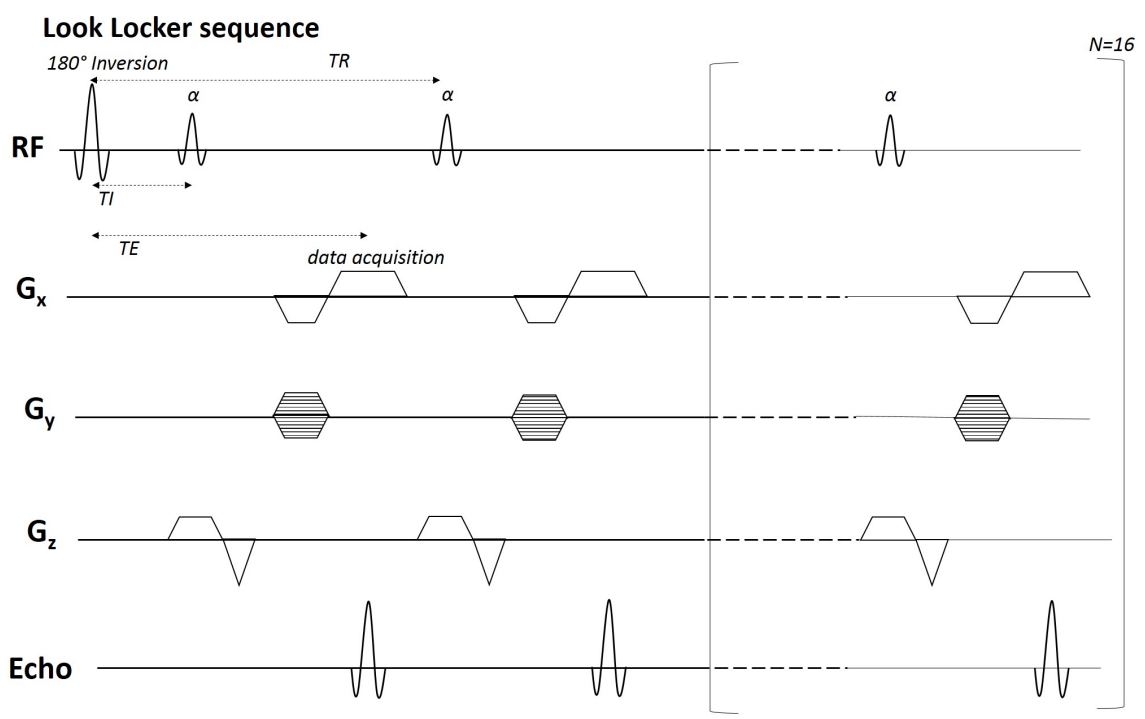 Look Locker sequence
N=16
180° Inversion
TR
α
α
α
RF
TI
TE
data acquisition
Gx
Gy
Gz
Echo